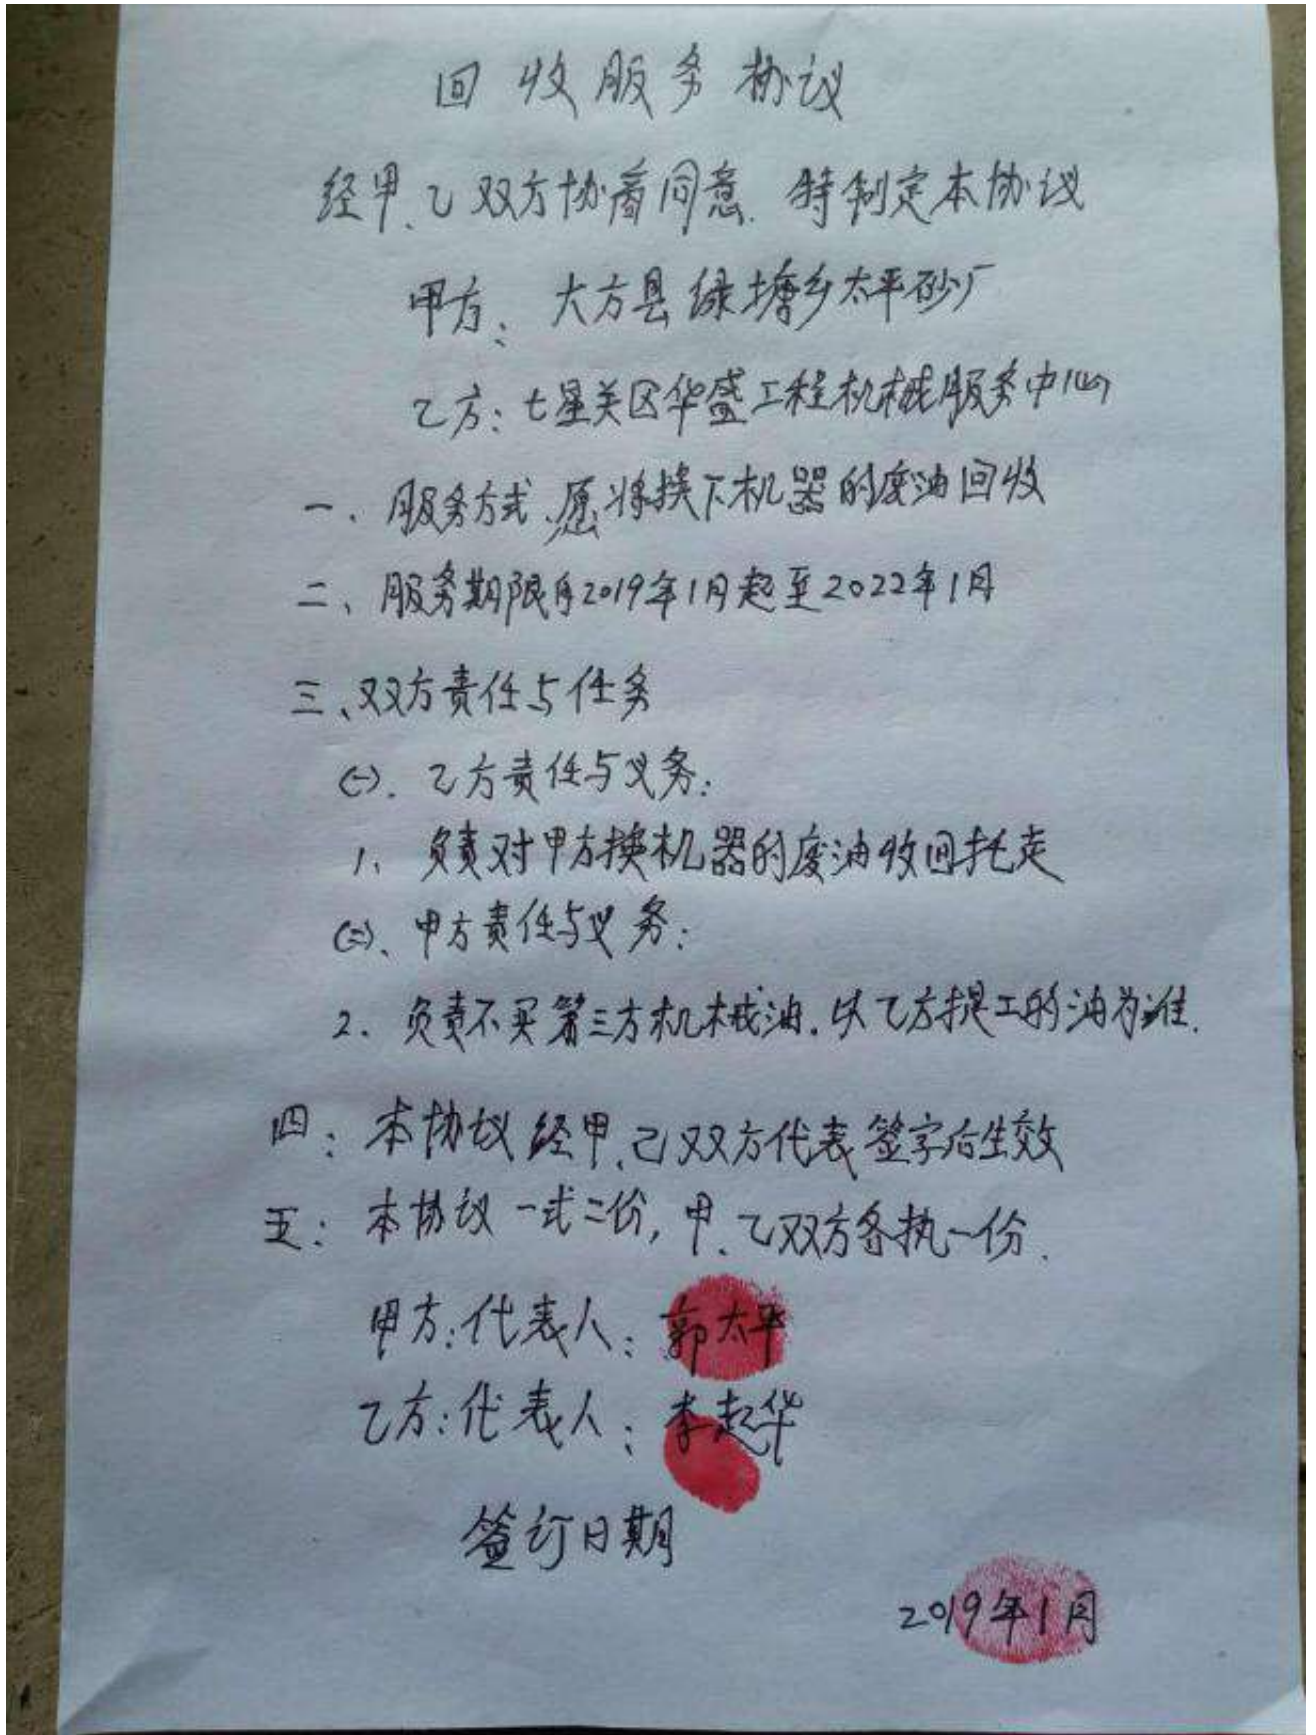 回收服务协议
经甲、乙双方协商同意.特制定本协议
甲方：大方县绿塘乡太平砂厂
乙方：七星关区华盛工程机械服务中心
一、服务方式、愿将换下机器的废油回收
二、服务期限自2019年1月起至2022年1月
三、双方责任与任务
(一).乙方责任与义务：
1、负责对甲方换机器的废油收回托走
(二)、甲方责任与义务：
2、负责不买第三方机械油.以乙方提工的油为准.
四：本协议经甲、乙双方代表签字后生效
五：本协议一式二份,甲、乙双方各执一份.
甲方：代表人：郭太平
乙方：代表人：李起华
签订日期
2019年1月